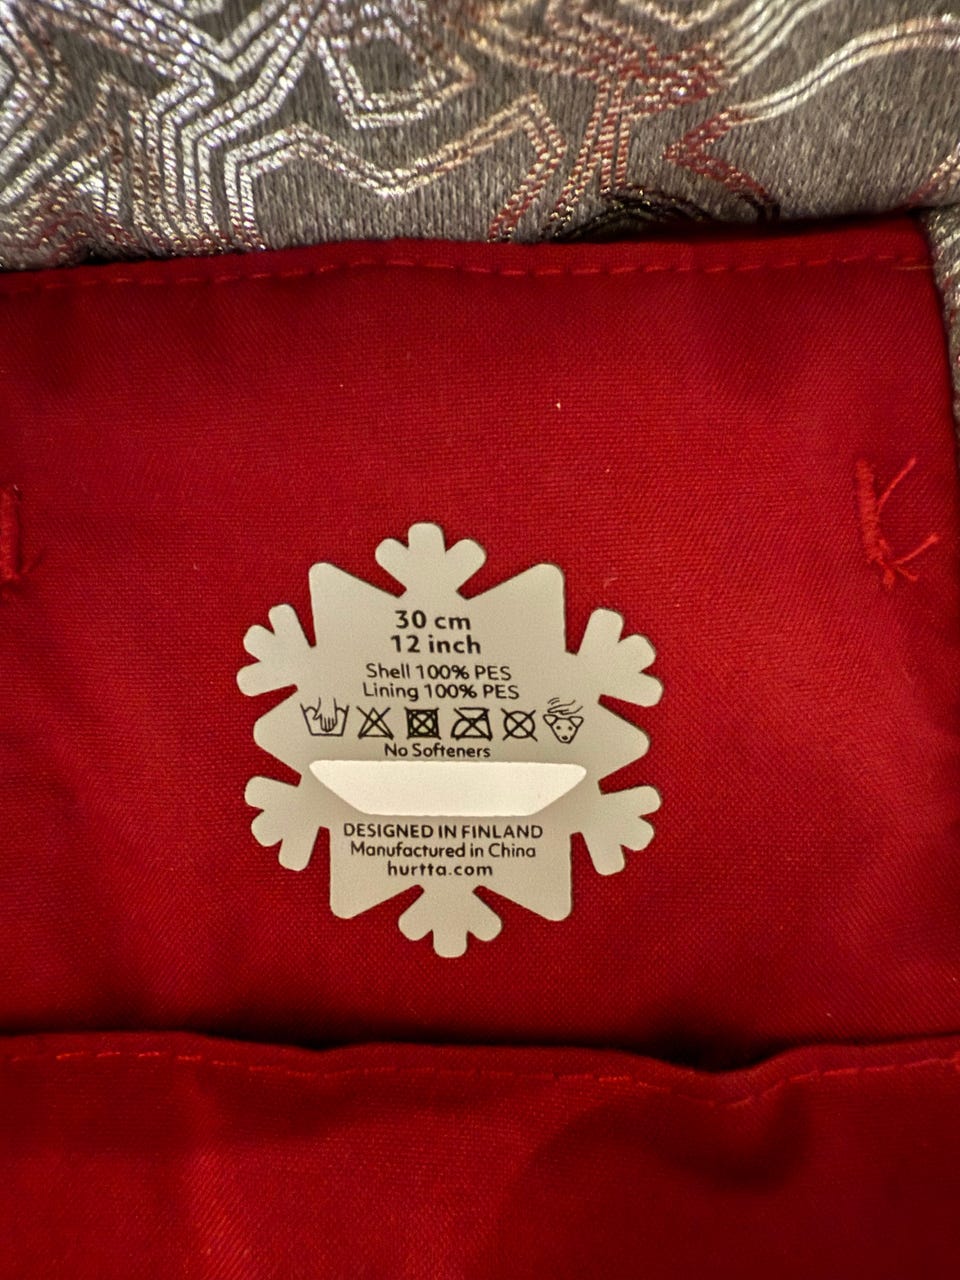 30 cm
12 inch
Shell 100% PES
Lining 100% PES
No Softeners
DESIGNED IN FINLAND
Manufactured in China
hurtta.com